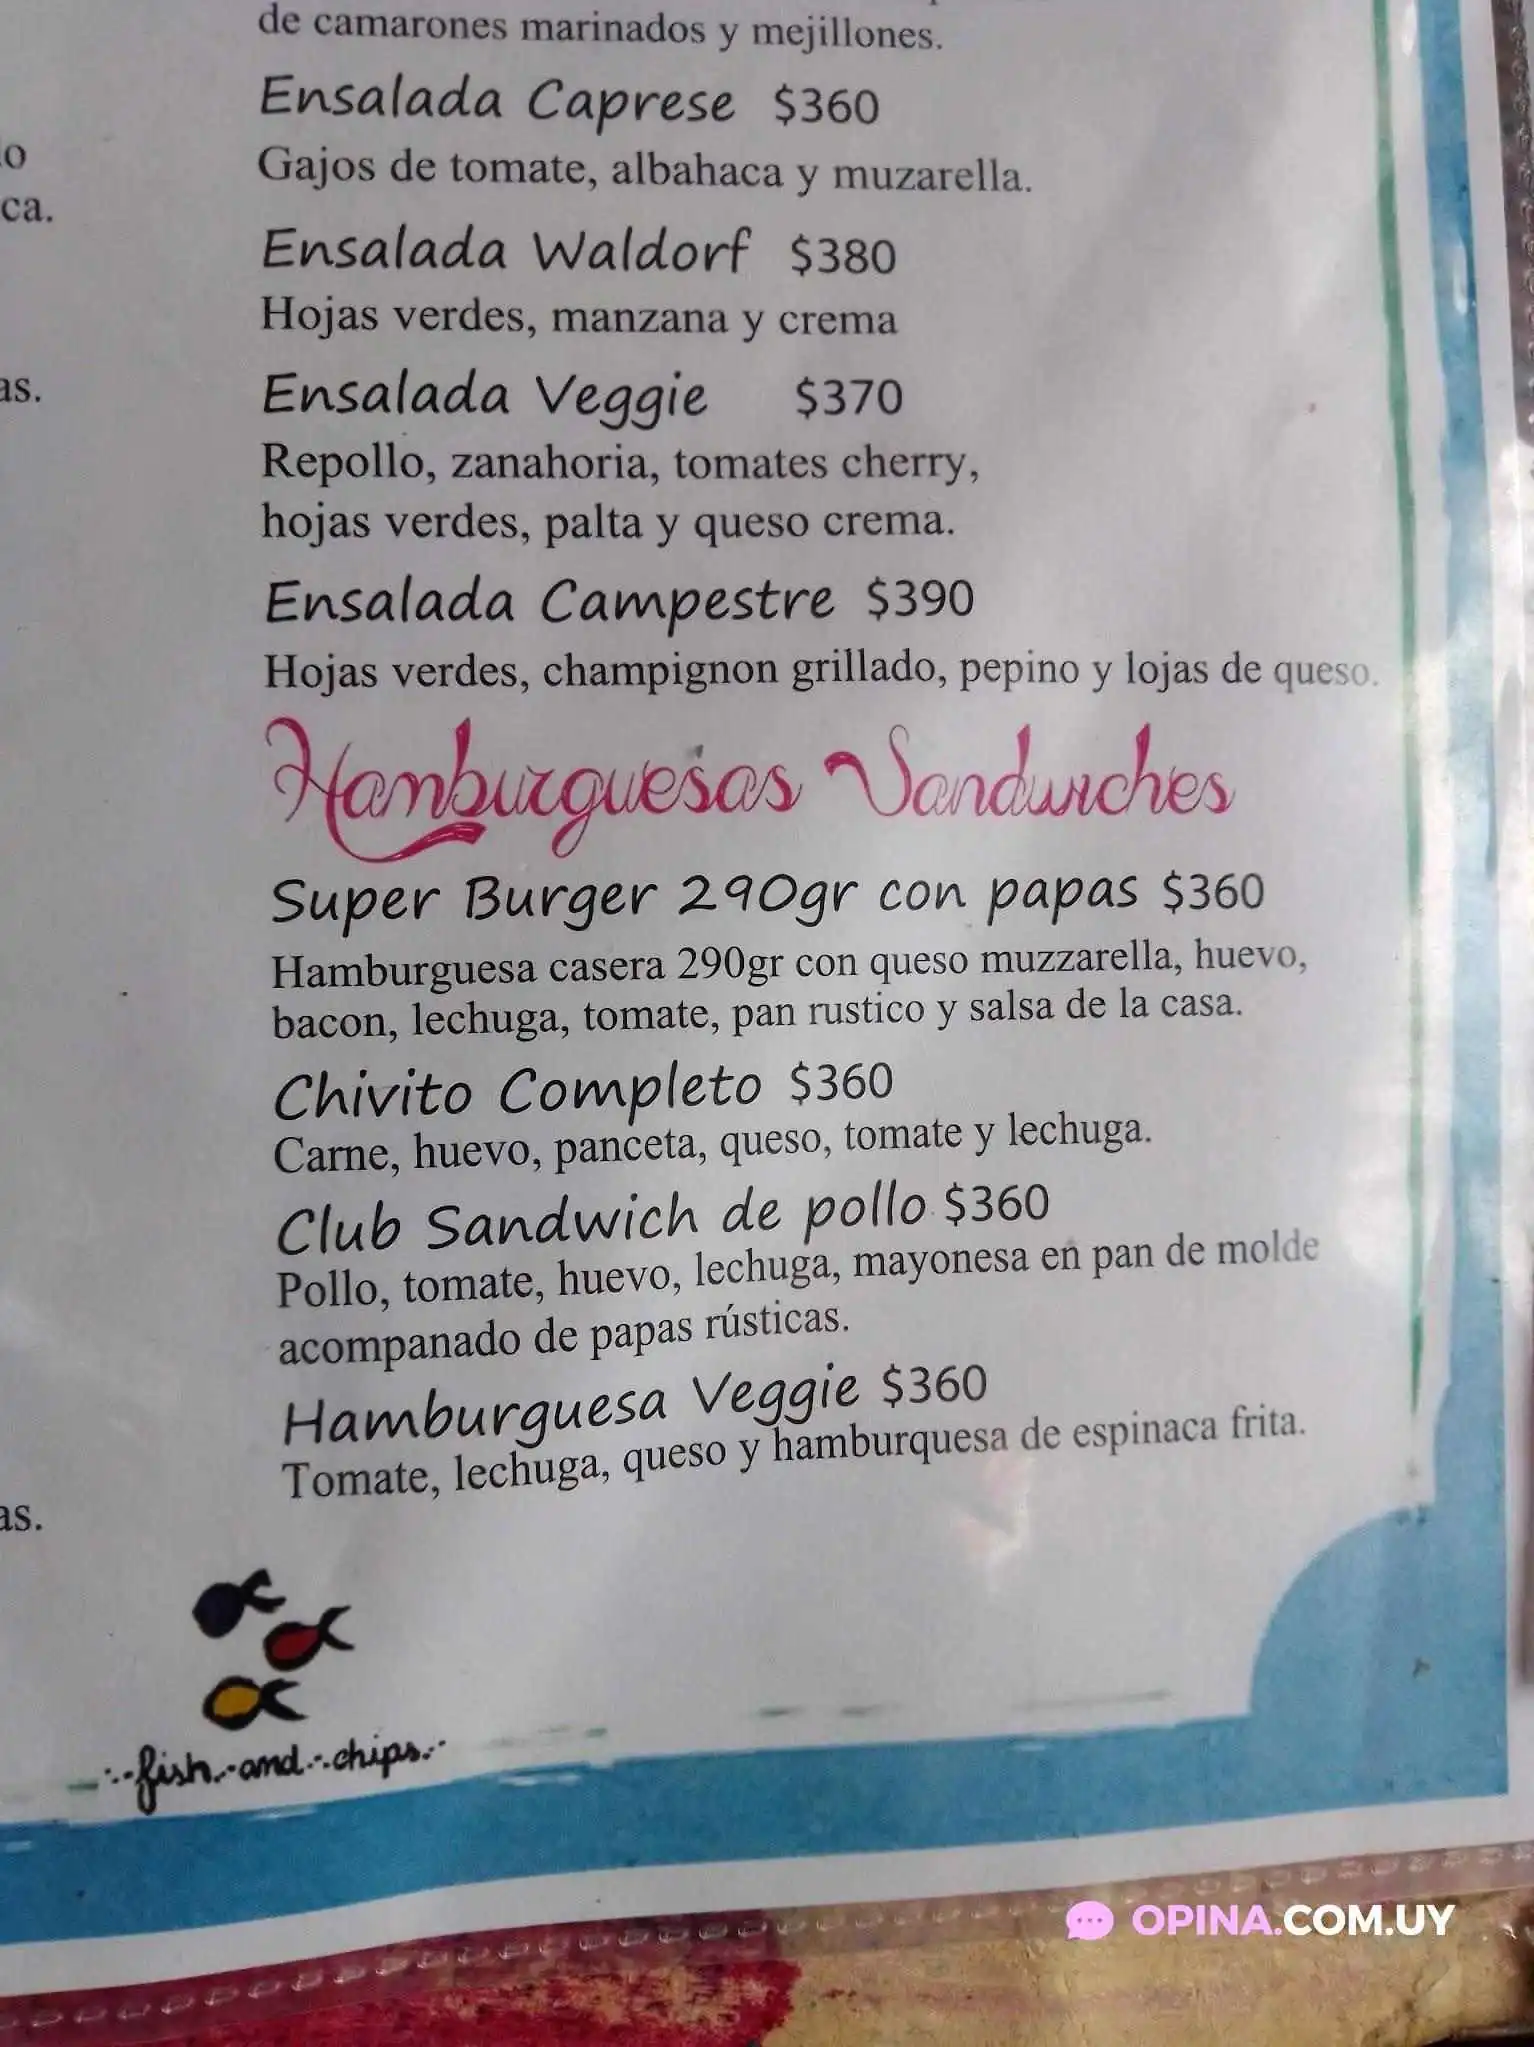 de camarones marinados y mejillones.
Ensalada Caprese $360
Gajos de tomate, albahaca y muzarella.
Ensalada Waldorf $380
Hojas verdes, manzana y crema
Ensalada Veggie $370
Repollo, zanahoria, tomates cherry,
hojas verdes, palta y queso crema.
Ensalada Campestre $390
Hojas verdes, champignon grillado, pepino y lojas de queso.
Hamburguesas Sandwiches
Super Burger 290gr con papas $360
Hamburguesa casera 290gr con queso muzzarella, huevo,
bacon, lechuga, tomate, pan rustico y salsa de la casa.
Chivito Completo $360
Carne, huevo, panceta, queso, tomate y lechuga.
Club Sandwich de pollo $360
Pollo, tomate, huevo, lechuga, mayonesa en pan de molde
acompanado de papas rústicas.
Hamburguesa Veggie $360
Tomate, lechuga, queso y hamburquesa de espinaca frita.
fish and chips
OPINA.COM.UY